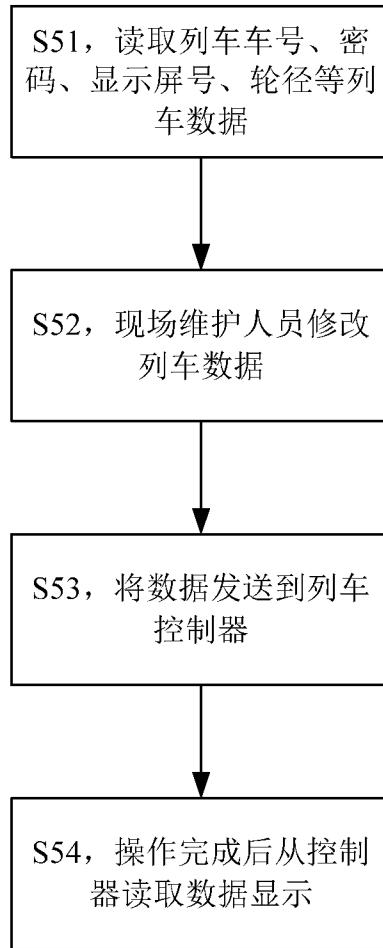 S51，读取列车车号、密
码、显示屏号、轮径等列
车数据
S52，现场维护人员修改
列车数据
S53，将数据发送到列车
控制器
S54，操作完成后从控制
器读取数据显示